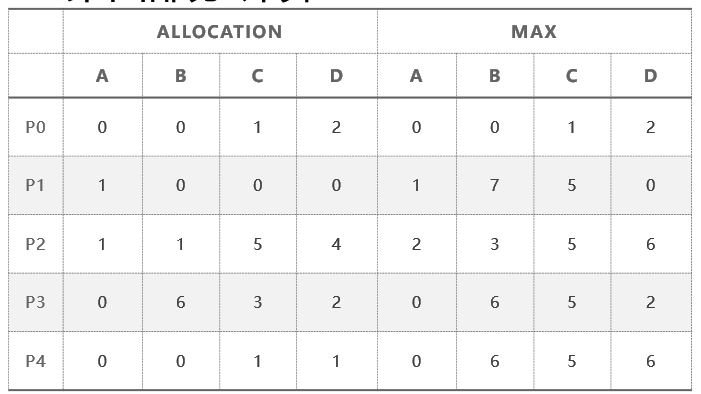 ALLOCATION MAX
A B C D A B C D
P0 0 0 1 2 0 0 1 2
P1 1 0 0 0 1 7 5 0
P2 1 1 5 4 2 3 5 6
P3 0 6 3 2 0 6 5 2
P4 0 0 1 1 0 6 5 6